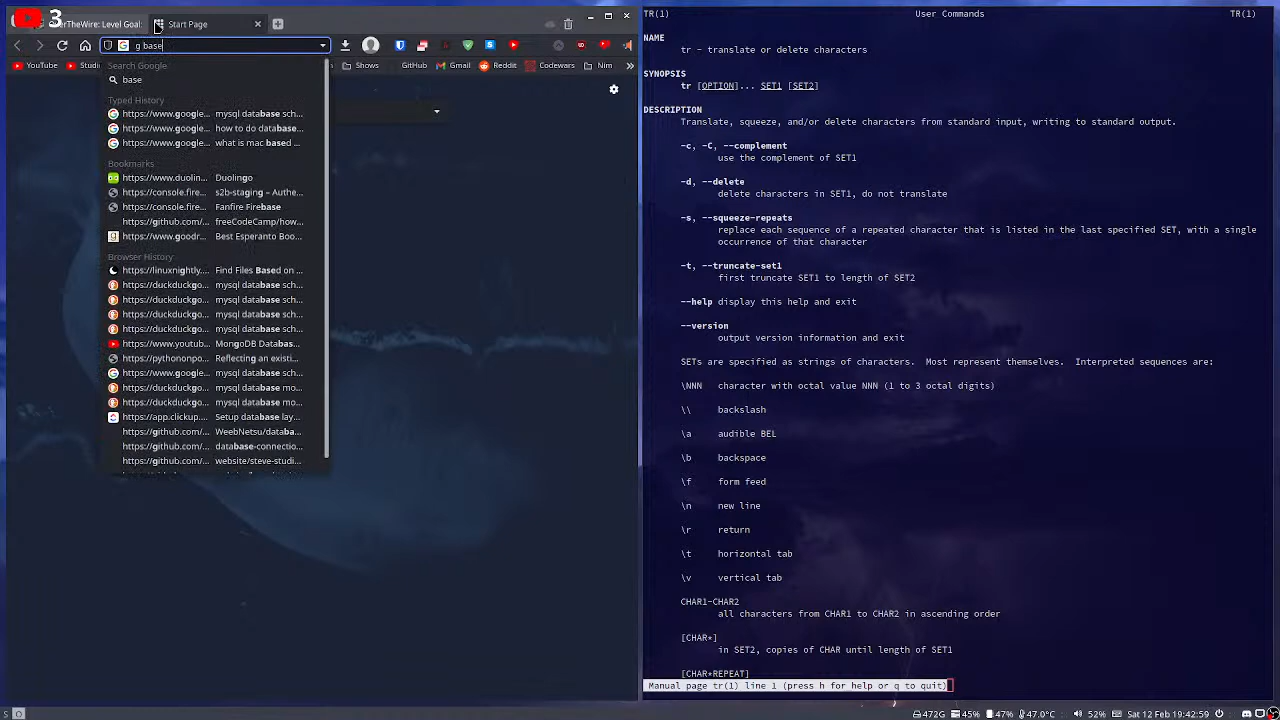 3
erTheWire: Level Goal:
Start Page
g base
YouTube
Studi
Shows
GitHub
Gmail
Reddit
Codewars
Nim
Search Google
base
Typed History
https://www.google... mysql database sch...
https://www.google... how to do database...
https://www.google... what is mac based ...
Bookmarks
https://www.duolin... Duolingo
https://console.fire... s2b-staging – Authe...
https://console.fire... Fanfire Firebase
https://github.com/... freeCodeCamp/how...
https://www.goodr... Best Esperanto Boo...
Browser History
https://linuxnightly.... Find Files Based on ...
https://duckduckgo... mysql database sch...
https://duckduckgo... mysql database sch...
https://duckduckgo... mysql database sch...
https://duckduckgo... mysql database sch...
https://www.youtub... MongoDB Databas...
https://pythononpo... Reflecting an existi...
https://www.google... mysql database sch...
https://duckduckgo... mysql database mo...
https://duckduckgo... mysql database mo...
https://app.clickup.... Setup database lay...
https://github.com/... WeebNetsu/databa...
https://github.com/... database-connectio...
https://github.com/... website/steve-studi...
TR(1) User Commands TR(1)
NAME
tr - translate or delete characters
SYNOPSIS
tr [OPTION]... SET1 [SET2]
DESCRIPTION
Translate, squeeze, and/or delete characters from standard input, writing to standard output.
-c, -C, --complement
use the complement of SET1
-d, --delete
delete characters in SET1, do not translate
-s, --squeeze-repeats
replace each sequence of a repeated character that is listed in the last specified SET, with a single
occurrence of that character
-t, --truncate-set1
first truncate SET1 to length of SET2
--help display this help and exit
--version
output version information and exit
SETs are specified as strings of characters. Most represent themselves. Interpreted sequences are:
\NNN character with octal value NNN (1 to 3 octal digits)
\\ backslash
\a audible BEL
\b backspace
\f form feed
\n new line
\r return
\t horizontal tab
\v vertical tab
CHAR1-CHAR2
all characters from CHAR1 to CHAR2 in ascending order
[CHAR*]
in SET2, copies of CHAR until length of SET1
[CHAR*REPEAT]
Manual page tr(1) line 1 (press h for help or q to quit)
S
472G 45% 47% 47.0°C 52% Sat 12 Feb 19:42:59